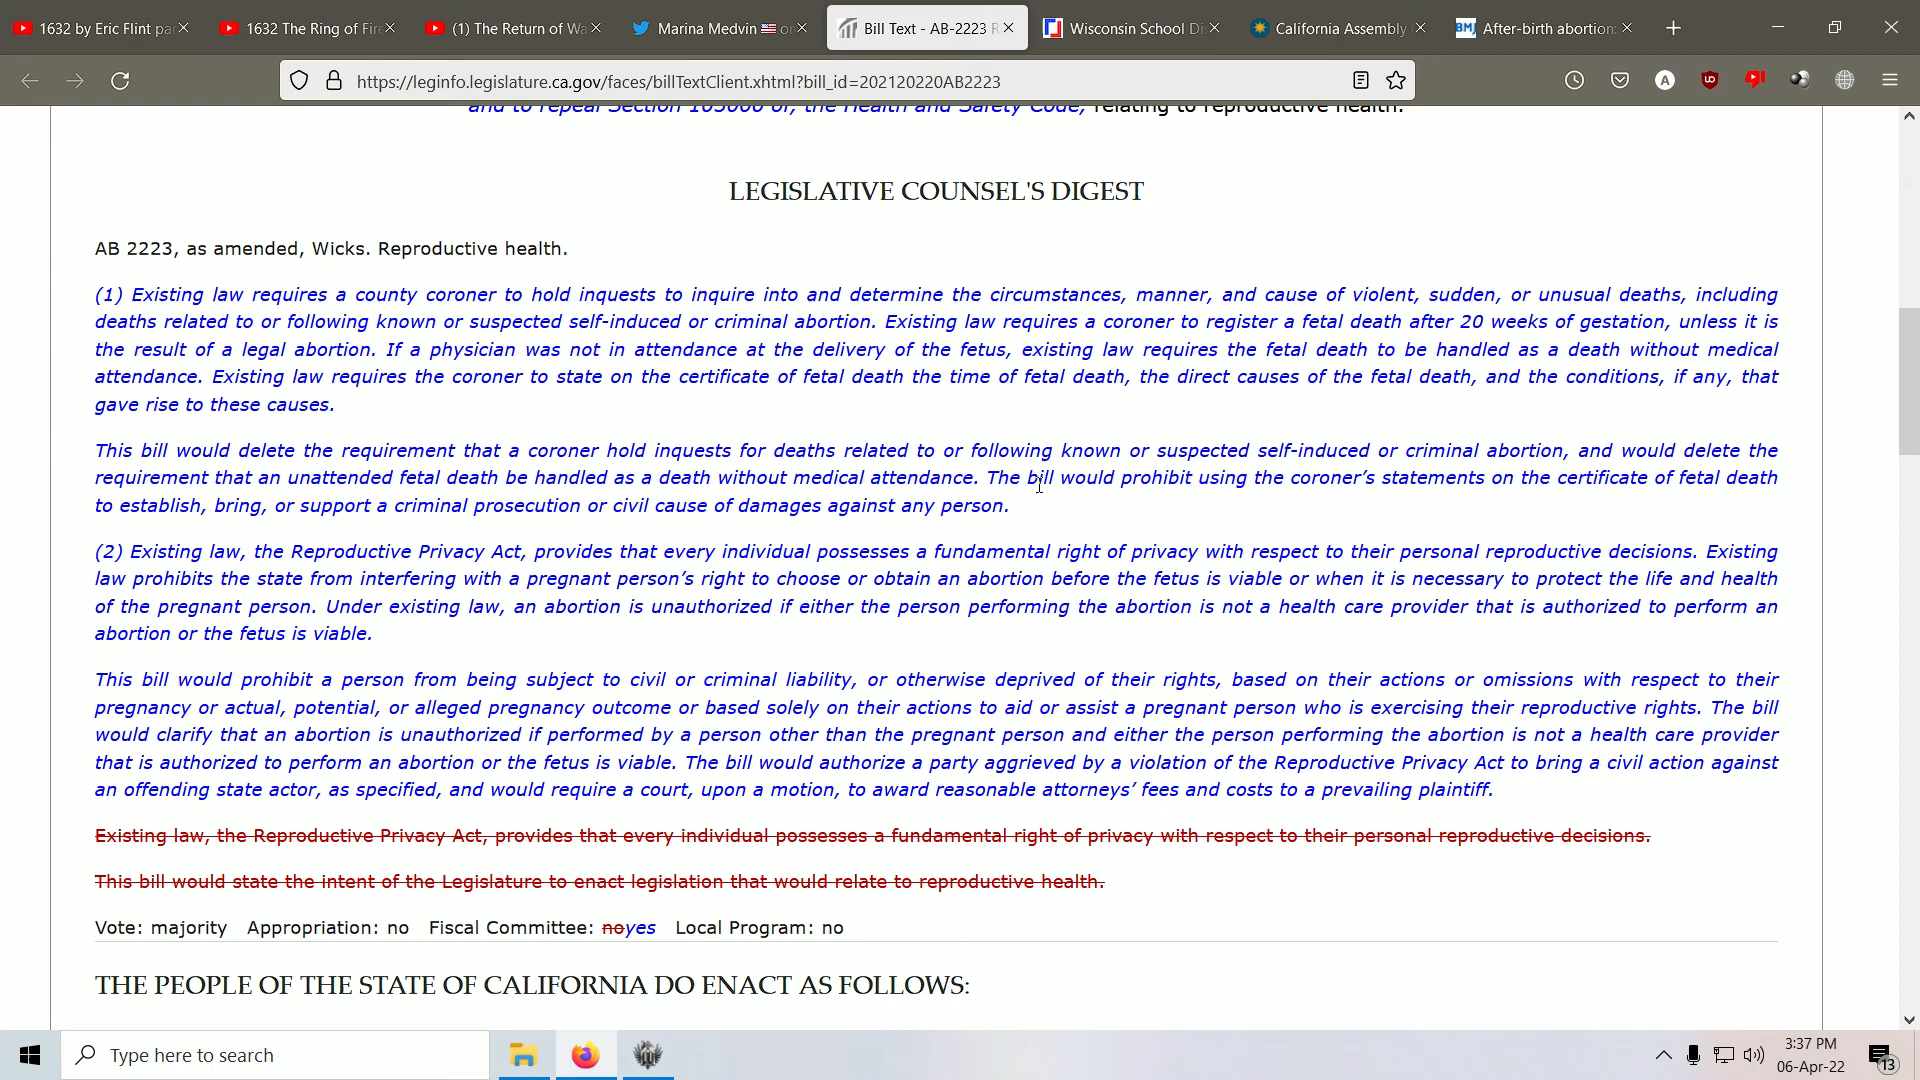 1632 by Eric Flint pa
1632 The Ring of Fire
(1) The Return of Wa
Marina Medvin on
Bill Text - AB-2223 R
Wisconsin School Di
California Assembly
BMJ After-birth abortion:
https://leginfo.legislature.ca.gov/faces/billTextClient.xhtml?bill_id=202120220AB2223
and to repeal Section 103000 of, the Health and Safety Code, relating to reproductive health.
LEGISLATIVE COUNSEL'S DIGEST
AB 2223, as amended, Wicks. Reproductive health.
(1) Existing law requires a county coroner to hold inquests to inquire into and determine the circumstances, manner, and cause of violent, sudden, or unusual deaths, including
deaths related to or following known or suspected self-induced or criminal abortion. Existing law requires a coroner to register a fetal death after 20 weeks of gestation, unless it is
the result of a legal abortion. If a physician was not in attendance at the delivery of the fetus, existing law requires the fetal death to be handled as a death without medical
attendance. Existing law requires the coroner to state on the certificate of fetal death the time of fetal death, the direct causes of the fetal death, and the conditions, if any, that
gave rise to these causes.
This bill would delete the requirement that a coroner hold inquests for deaths related to or following known or suspected self-induced or criminal abortion, and would delete the
requirement that an unattended fetal death be handled as a death without medical attendance. The bill would prohibit using the coroner’s statements on the certificate of fetal death
to establish, bring, or support a criminal prosecution or civil cause of damages against any person.
(2) Existing law, the Reproductive Privacy Act, provides that every individual possesses a fundamental right of privacy with respect to their personal reproductive decisions. Existing
law prohibits the state from interfering with a pregnant person’s right to choose or obtain an abortion before the fetus is viable or when it is necessary to protect the life and health
of the pregnant person. Under existing law, an abortion is unauthorized if either the person performing the abortion is not a health care provider that is authorized to perform an
abortion or the fetus is viable.
This bill would prohibit a person from being subject to civil or criminal liability, or otherwise deprived of their rights, based on their actions or omissions with respect to their
pregnancy or actual, potential, or alleged pregnancy outcome or based solely on their actions to aid or assist a pregnant person who is exercising their reproductive rights. The bill
would clarify that an abortion is unauthorized if performed by a person other than the pregnant person and either the person performing the abortion is not a health care provider
that is authorized to perform an abortion or the fetus is viable. The bill would authorize a party aggrieved by a violation of the Reproductive Privacy Act to bring a civil action against
an offending state actor, as specified, and would require a court, upon a motion, to award reasonable attorneys’ fees and costs to a prevailing plaintiff.
Existing law, the Reproductive Privacy Act, provides that every individual possesses a fundamental right of privacy with respect to their personal reproductive decisions.
This bill would state the intent of the Legislature to enact legislation that would relate to reproductive health.
Vote: majority Appropriation: no Fiscal Committee: noyes Local Program: no
THE PEOPLE OF THE STATE OF CALIFORNIA DO ENACT AS FOLLOWS:
Type here to search
3:37 PM
06-Apr-22
13